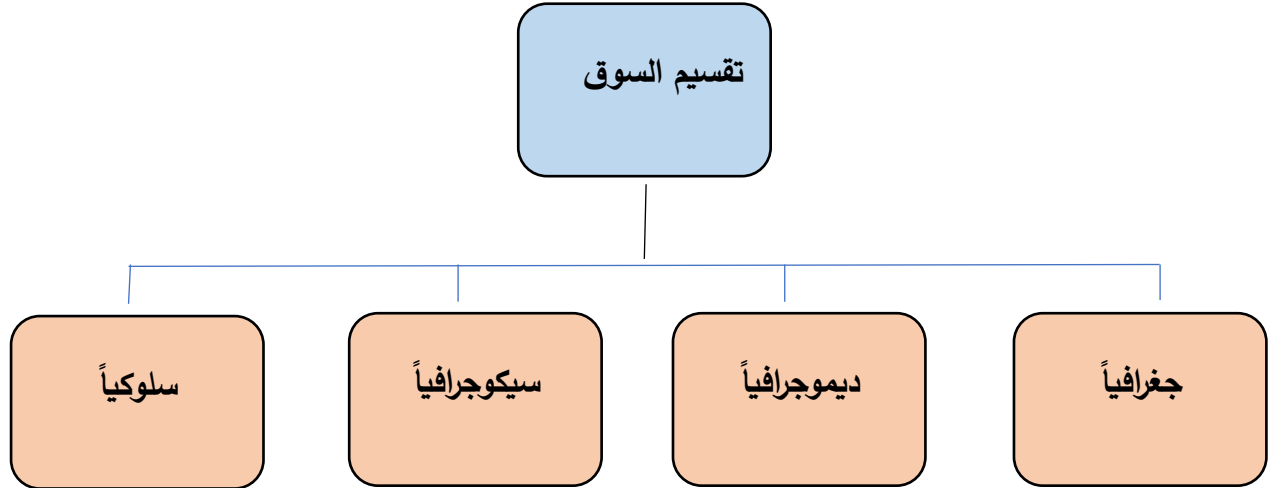 تقسيم السوق
جغرافياً
ديموجرافياً
سيكوجرافياً
سلوكياً